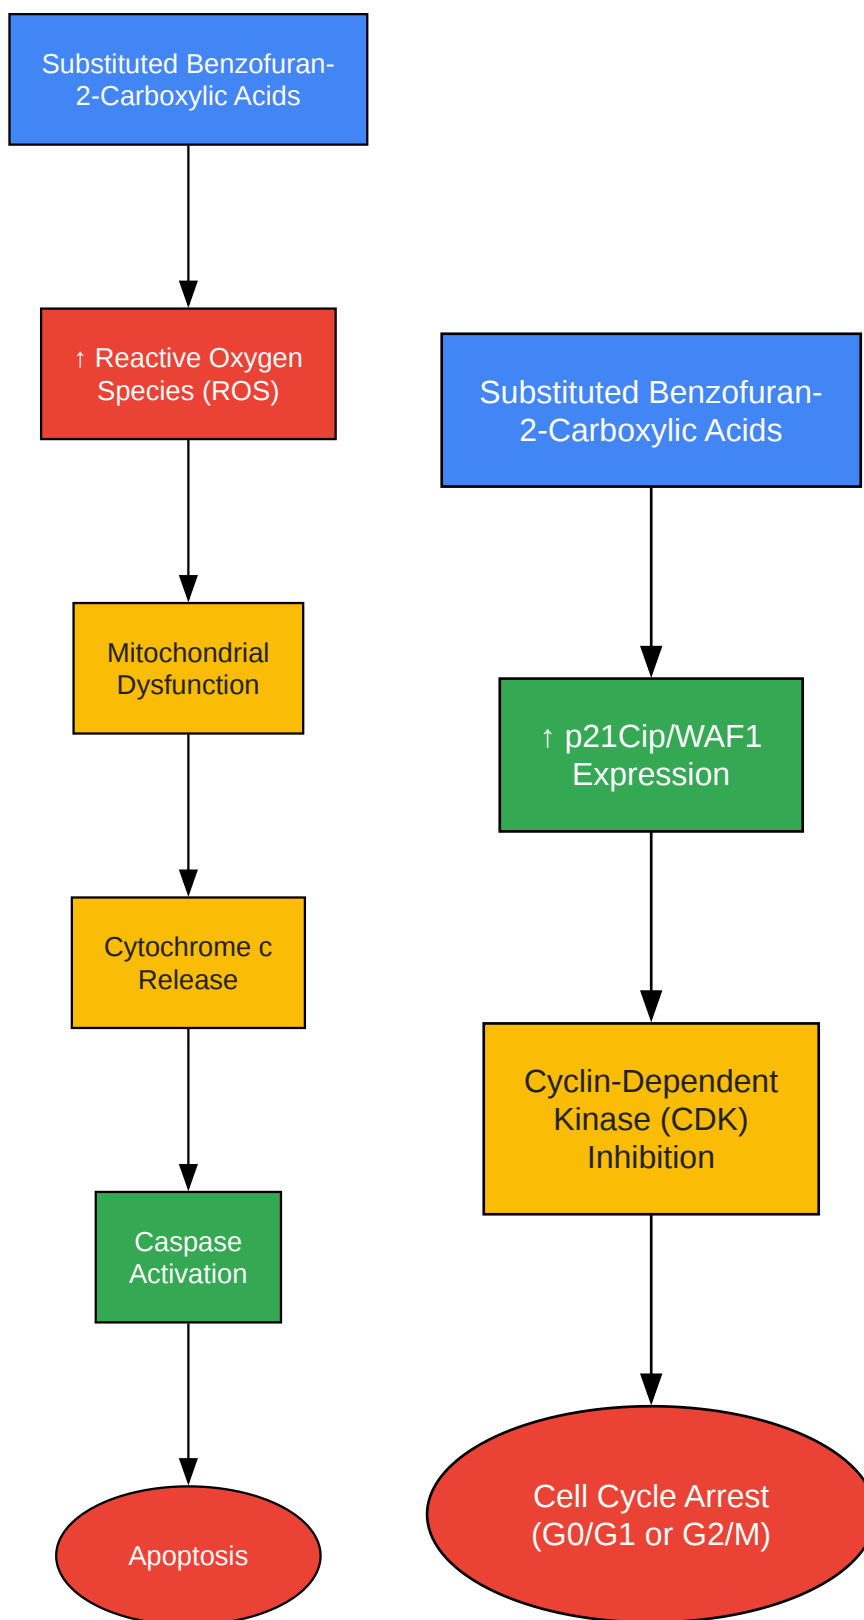 Substituted Benzofuran-
2-Carboxylic Acids
↑ Reactive Oxygen
Species (ROS)
Mitochondrial
Dysfunction
Cytochrome c
Release
Caspase
Activation
Apoptosis
Substituted Benzofuran-
2-Carboxylic Acids
↑ p21Cip/WAF1
Expression
Cyclin-Dependent
Kinase (CDK)
Inhibition
Cell Cycle Arrest
(G0/G1 or G2/M)